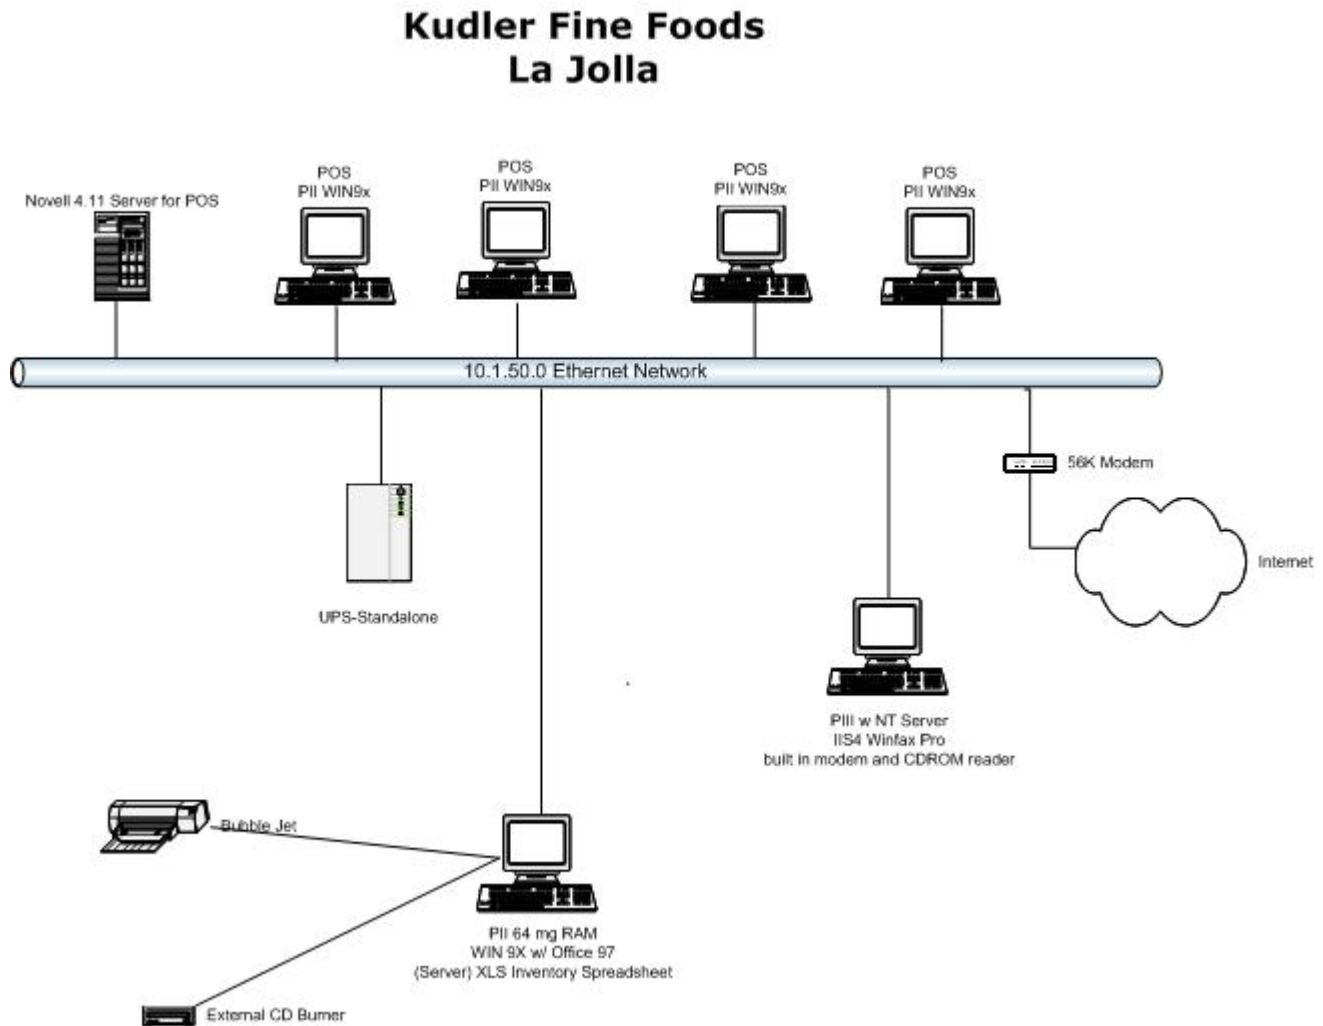 Kudler Fine Foods
La Jolla
Novell 4.11 Server for POS
POS
PII WIN9x
POS
PII WIN9x
POS
PII WIN9x
POS
PII WIN9x
10.1.50.0 Ethernet Network
56K Modem
Internet
UPS-Standalone
PIII w NT Server
IIS4 Winfax Pro
built in modem and CDROM reader
Bubble Jet
PII 64 mg RAM
WIN 9X w/ Office 97
(Server) XLS Inventory Spreadsheet
External CD Burner